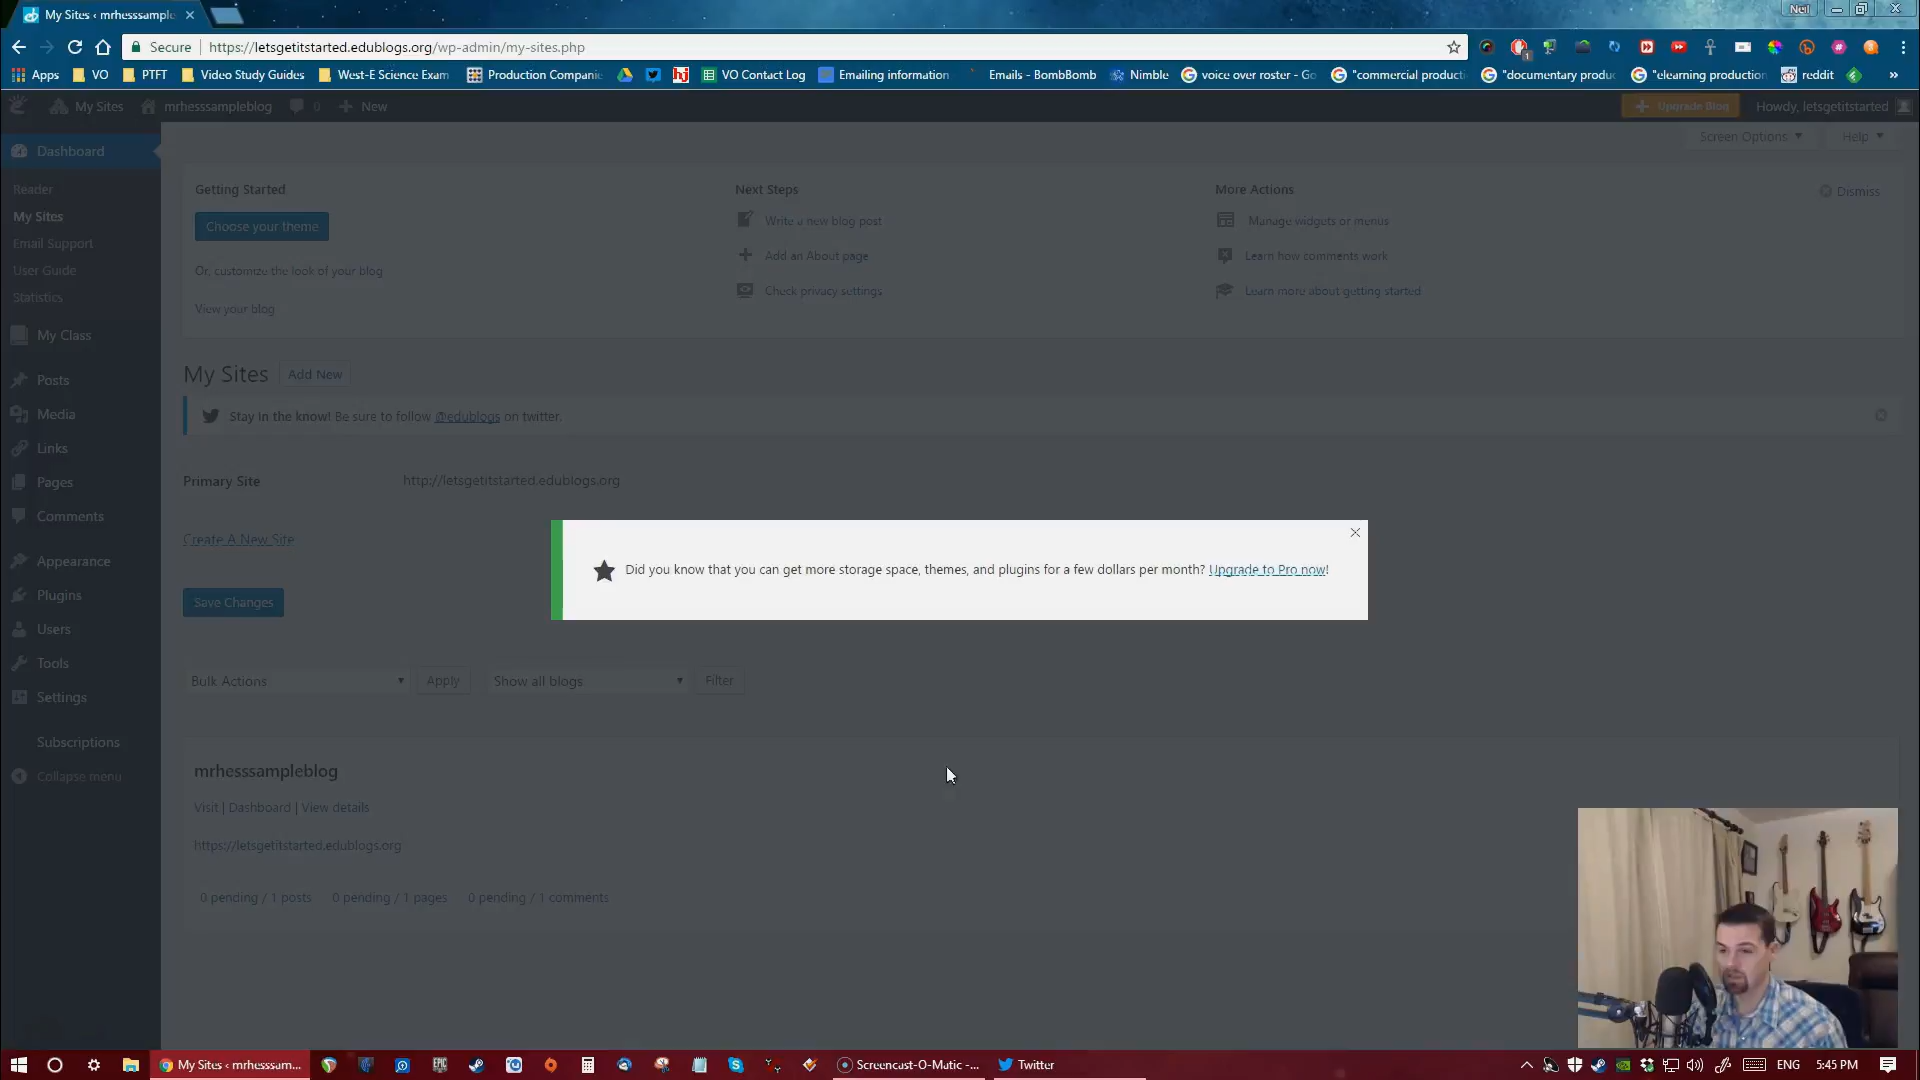 My Sites ‹ mrhesssample
Neil
Secure
https://letsgetitstarted.edublogs.org/wp-admin/my-sites.php
Apps
VO
PTFT
Video Study Guides
West-E Science Exam
Production Companie
VO Contact Log
Emailing information
Emails - BombBomb
Nimble
voice over roster - Go
"commercial producti
"documentary produc
"elearning production
reddit
»
My Sites
mrhesssampleblog
0
New
Upgrade Blog
Howdy, letsgetitstarted
Dashboard
Screen Options
Help
Reader
My Sites
Email Support
User Guide
Statistics
My Class
Posts
Media
Links
Pages
Comments
Appearance
Plugins
Users
Tools
Settings
Subscriptions
Collapse menu
Getting Started
Choose your theme
Or, customize the look of your blog
View your blog
Next Steps
Write a new blog post
Add an About page
Check privacy settings
More Actions
Manage widgets or menus
Learn how comments work
Learn more about getting started
Dismiss
My Sites
Add New
Stay in the know! Be sure to follow @edublogs on twitter.
Primary Site
http://letsgetitstarted.edublogs.org
Create A New Site
Did you know that you can get more storage space, themes, and plugins for a few dollars per month? Upgrade to Pro now!
Save Changes
Bulk Actions
Apply
Show all blogs
Filter
mrhesssampleblog
Visit | Dashboard | View details
https://letsgetitstarted.edublogs.org
0 pending / 1 posts
0 pending / 1 pages
0 pending / 1 comments
My Sites ‹ mrhesssam...
EPIC
Screencast-O-Matic -...
Twitter
ENG
5:45 PM